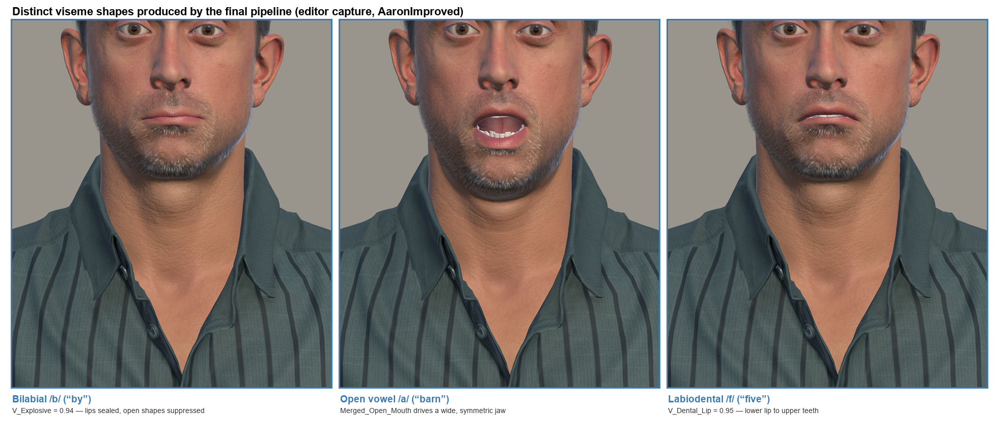 Distinct viseme shapes produced by the final pipeline (editor capture, AaronImproved)
Bilabial /b/ (“by”)
V_Explosive = 0.94 — lips sealed, open shapes suppressed
Open vowel /a/ (“barn”)
Merged_Open_Mouth drives a wide, symmetric jaw
Labiodental /f/ (“five”)
V_Dental_Lip = 0.95 — lower lip to upper teeth